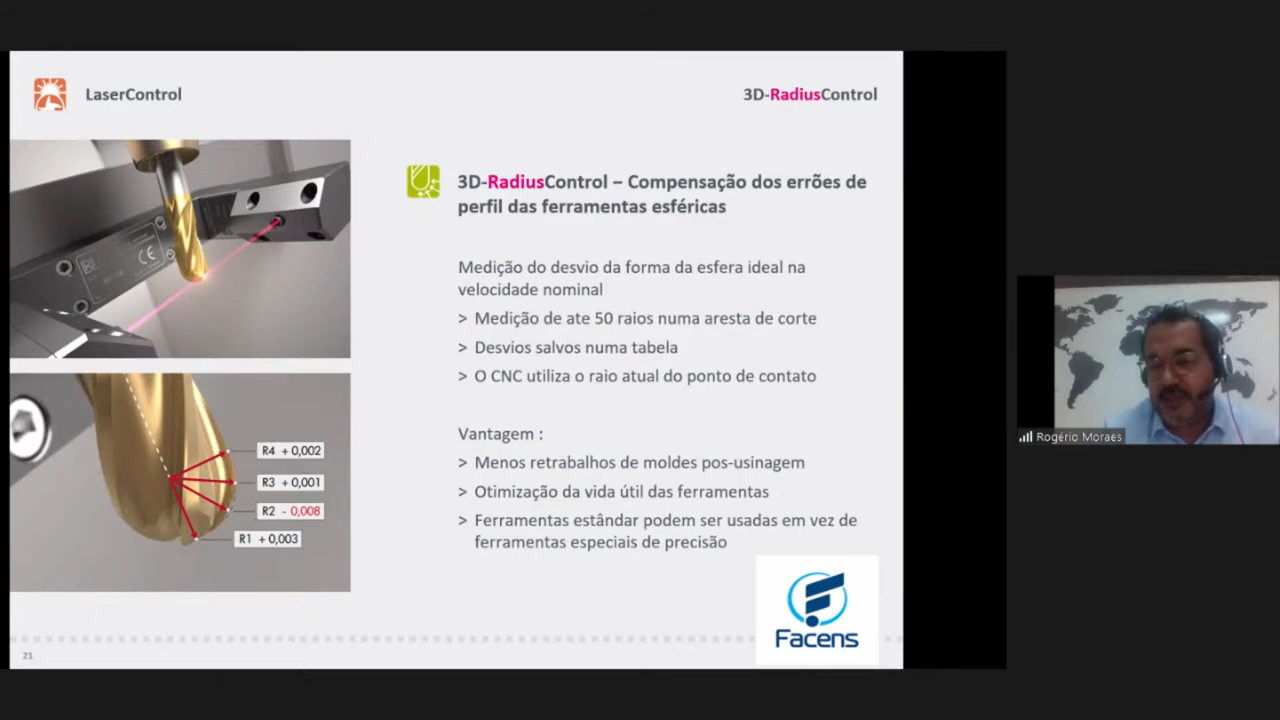 LaserControl
3D-RadiusControl
3D-RadiusControl – Compensação dos errões de
perfil das ferramentas esféricas
Medição do desvio da forma da esfera ideal na
velocidade nominal
> Medição de ate 50 raios numa aresta de corte
> Desvios salvos numa tabela
> O CNC utiliza o raio atual do ponto de contato
Vantagem :
> Menos retrabalhos de moldes pos-usinagem
> Otimização da vida útil das ferramentas
> Ferramentas estândar podem ser usadas em vez de
ferramentas especiais de precisão
CE
R4 + 0,002
R3 + 0,001
R2 - 0,008
R1 + 0,003
Facens
21
Rogério Moraes